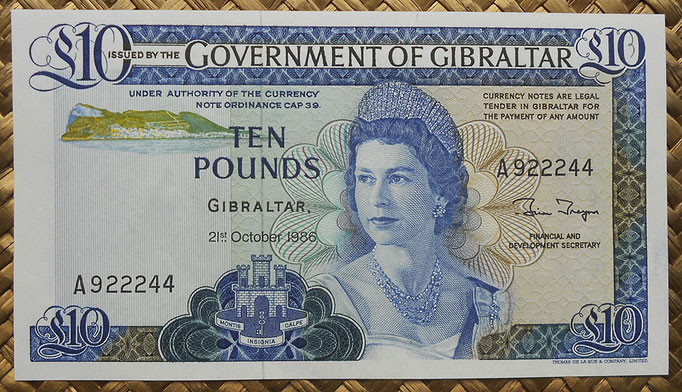 £10 ISSUED BY THE GOVERNMENT OF GIBRALTAR £10
UNDER AUTHORITY OF THE CURRENCY
NOTE ORDINANCE CAP 39.
CURRENCY NOTES ARE LEGAL
TENDER IN GIBRALTAR FOR
THE PAYMENT OF ANY AMOUNT
TEN
POUNDS
A922244
GIBRALTAR,
21st October 1986
FINANCIAL AND
DEVELOPMENT SECRETARY
A922244
MONTIS CALPE
INSIGNIA
£10 £10
THOMAS DE LA RUE & COMPANY, LIMITED.